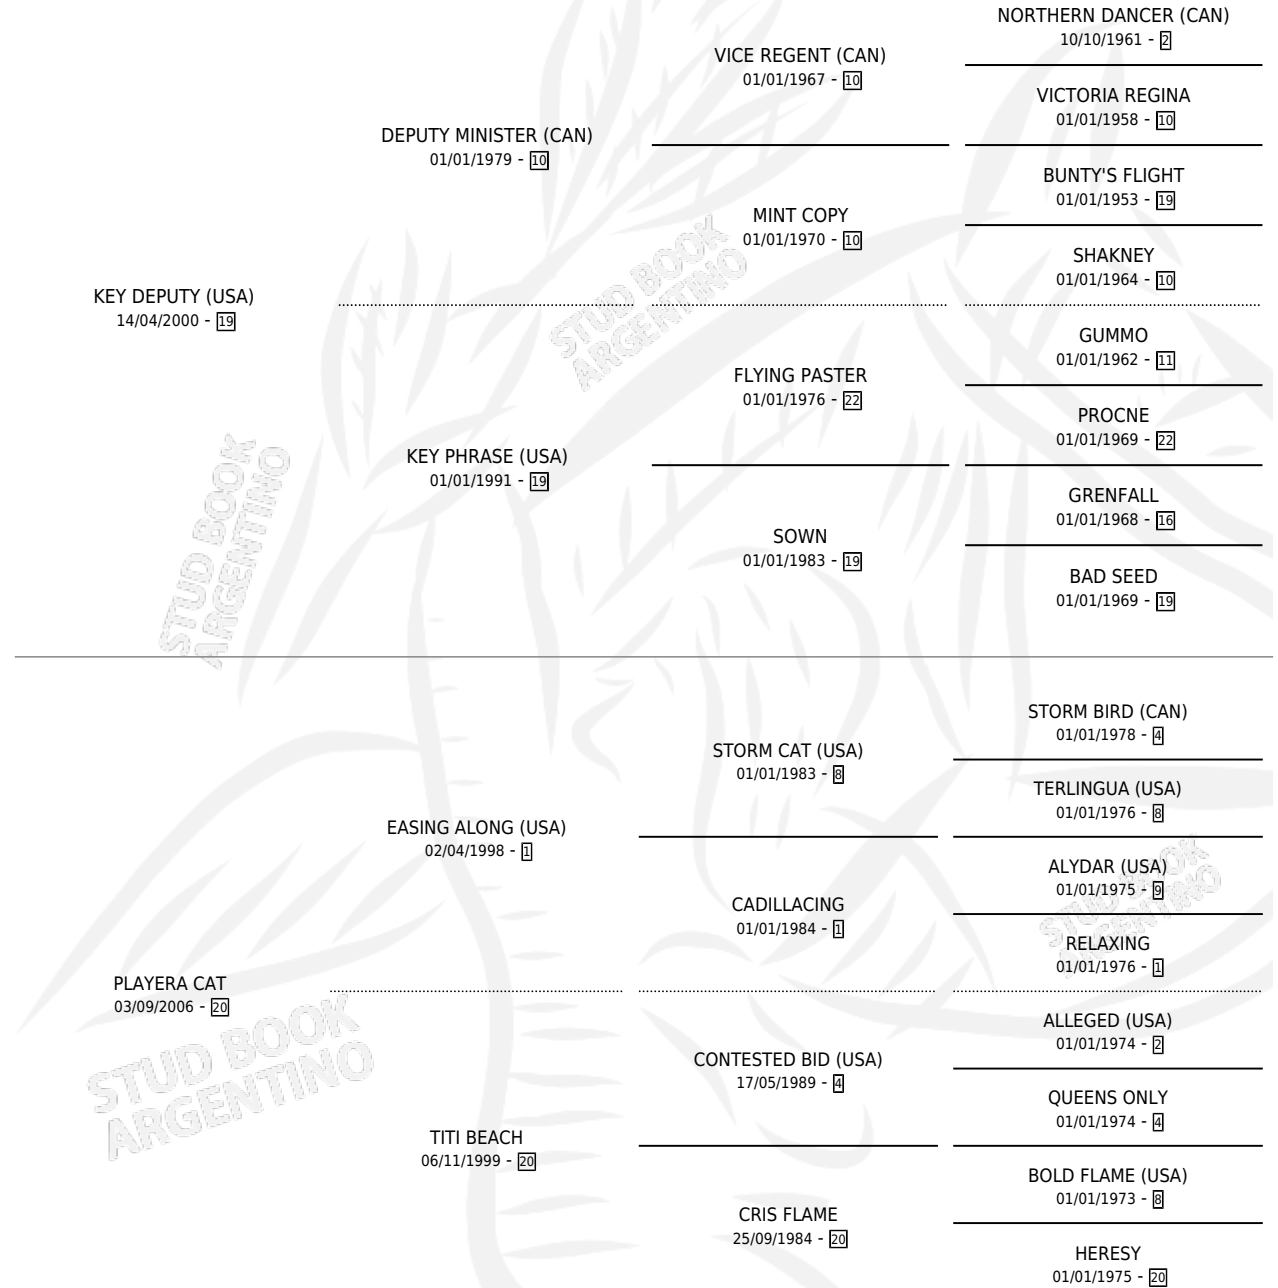 NORTHERN DANCER (CAN)
10/10/1961 - 2
VICE REGENT (CAN)
01/01/1967 - 10
VICTORIA REGINA
01/01/1958 - 10
DEPUTY MINISTER (CAN)
01/01/1979 - 10
BUNTY'S FLIGHT
01/01/1953 - 19
MINT COPY
01/01/1970 - 10
SHAKNEY
01/01/1964 - 10
KEY DEPUTY (USA)
14/04/2000 - 19
GUMMO
01/01/1962 - 11
FLYING PASTER
01/01/1976 - 22
PROCNE
01/01/1969 - 22
KEY PHRASE (USA)
01/01/1991 - 19
GRENFALL
01/01/1968 - 16
SOWN
01/01/1983 - 19
BAD SEED
01/01/1969 - 19
STUD BOOK
ARGENTINO
STUD BOOK
ARGENTINO
STORM BIRD (CAN)
01/01/1978 - 4
STORM CAT (USA)
01/01/1983 - 8
TERLINGUA (USA)
01/01/1976 - 8
EASING ALONG (USA)
02/04/1998 - 1
ALYDAR (USA)
01/01/1975 - 9
CADILLACING
01/01/1984 - 1
RELAXING
01/01/1976 - 1
PLAYERA CAT
03/09/2006 - 20
ALLEGED (USA)
01/01/1974 - 2
CONTESTED BID (USA)
17/05/1989 - 4
QUEENS ONLY
01/01/1974 - 4
TITI BEACH
06/11/1999 - 20
BOLD FLAME (USA)
01/01/1973 - 8
CRIS FLAME
25/09/1984 - 20
HERESY
01/01/1975 - 20
STUD BOOK
ARGENTINO
STUD BOOK
ARGENTINO